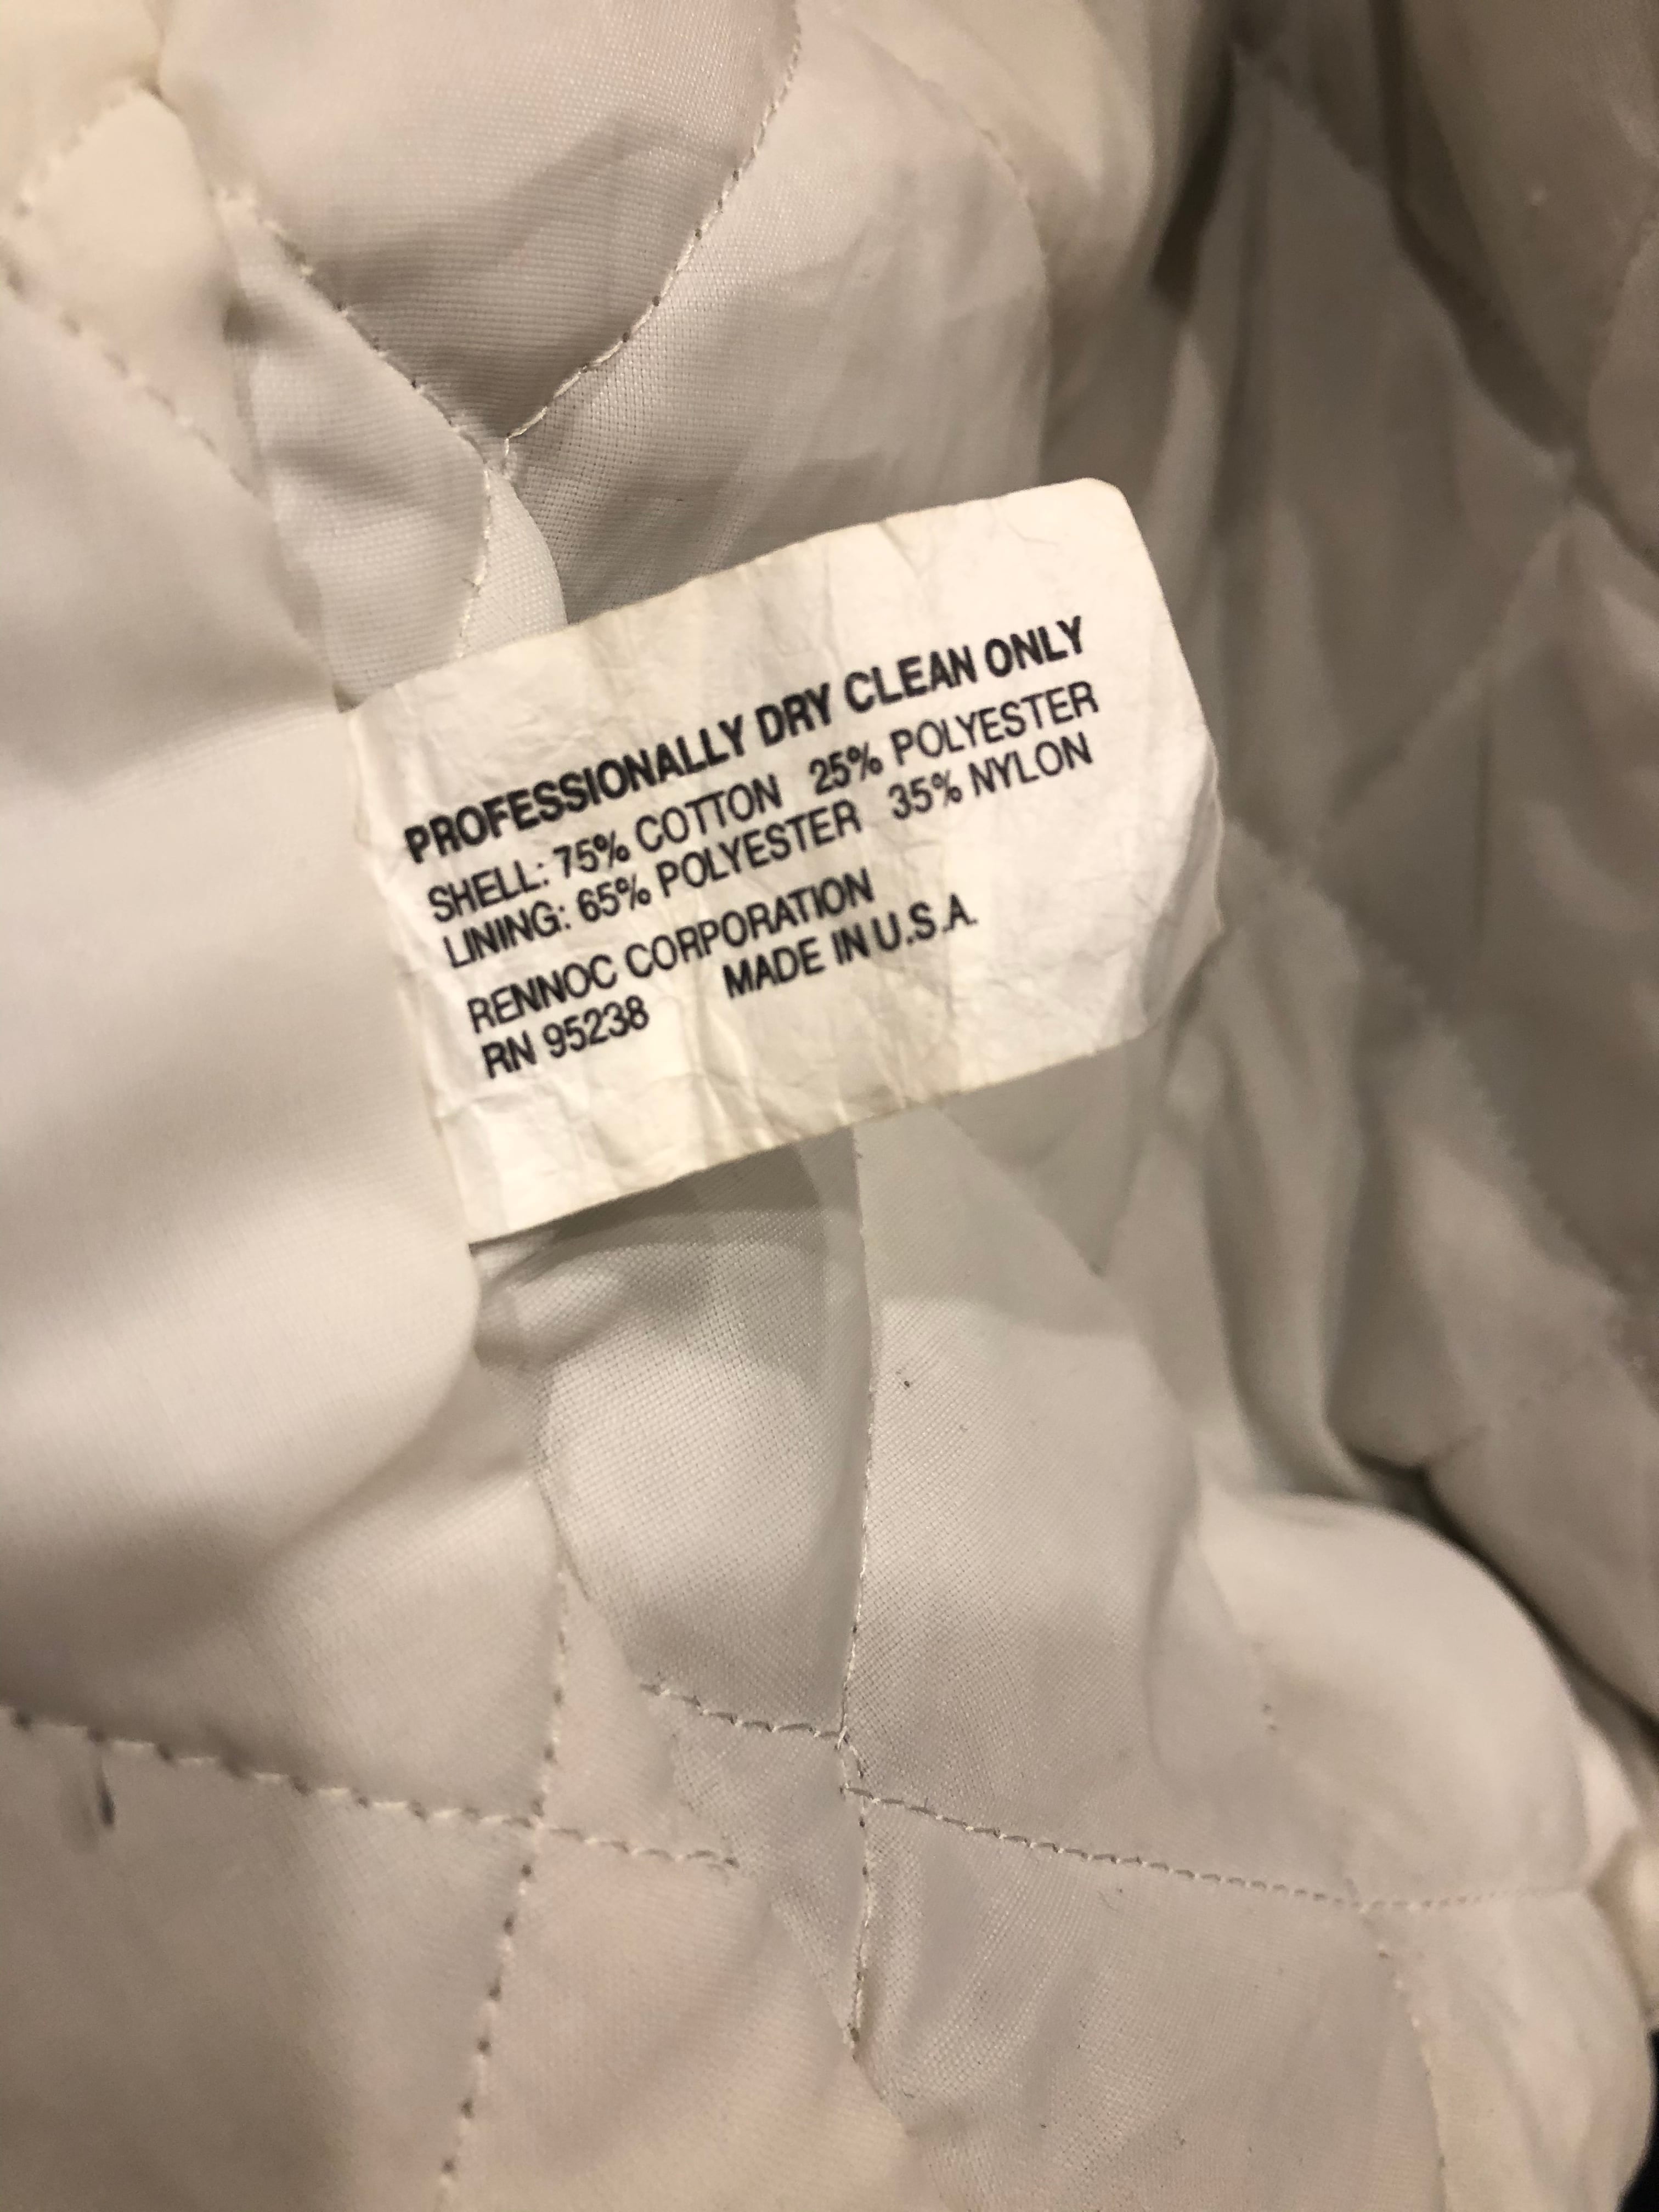 PROFESSIONALLY DRY CLEAN ONLY
SHELL: 75% COTTON 25% POLYESTER
LINING: 65% POLYESTER 35% NYLON
RENNOC CORPORATION
RN 95238 MADE IN U.S.A.